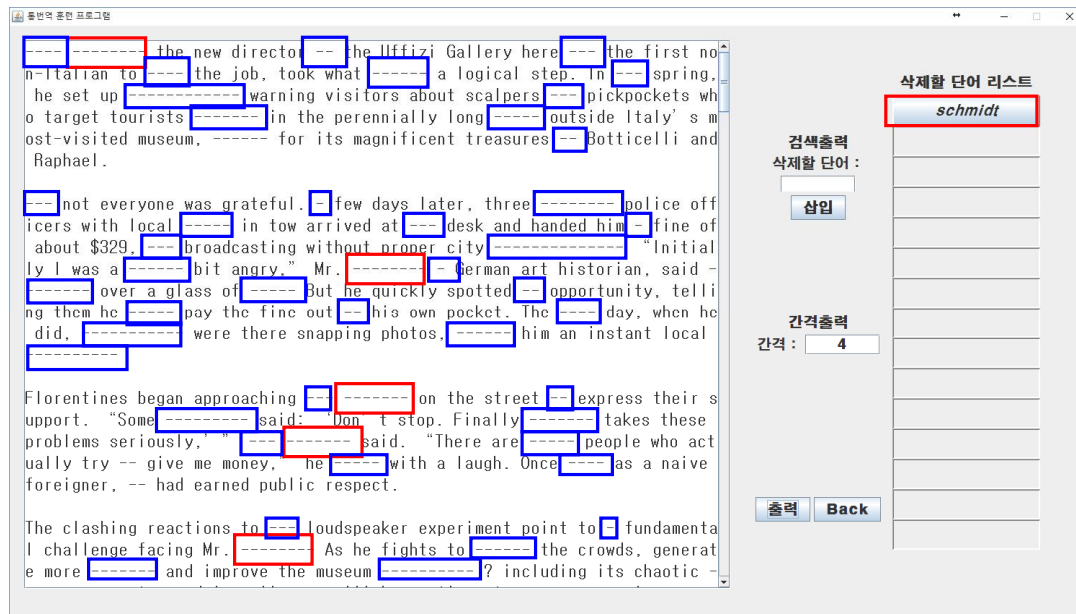 통번역 훈련 프로그램
---- -------- the new director -- the Uffizi Gallery here --- the first no
n-Italian to ---- the job, took what ------ a logical step. In --- spring,
he set up ------------ warning visitors about scalpers --- pickpockets wh
o target tourists ------- in the perennially long ----- outside Italy' s m
ost-visited museum, ------ for its magnificent treasures -- Botticelli and
Raphael.
--- not everyone was grateful. - few days later, three -------- police off
icers with local ----- in tow arrived at --- desk and handed him - fine of
about $329, --- broadcasting without proper city -------------- “Initial
ly I was a ------ bit angry,” Mr. -------- - German art historian, said -
------- over a glass of ----- But he quickly spotted -- opportunity, telli
ng them he ----- pay the fine out -- his own pocket. The ---- day, when he
did, ---------- were there snapping photos, ------ him an instant local
----------
Florentines began approaching --- -------- on the street -- express their s
upport. “Some --------- said: ‘Don’ t stop. Finally ------- takes these
problems seriously,’ ” --- ------- said. “There are ----- people who act
ually try -- give me money,” he ----- with a laugh. Once ---- as a naive
foreigner, -- had earned public respect.
The clashing reactions to --- loudspeaker experiment point to - fundamenta
l challenge facing Mr. -------- As he fights to ------ the crowds, generat
e more ------- and improve the museum ---------- ? including its chaotic -
검색출력
삭제할 단어 :
삽입
간격출력
간격 : 4
출력 Back
삭제할 단어 리스트
schmidt